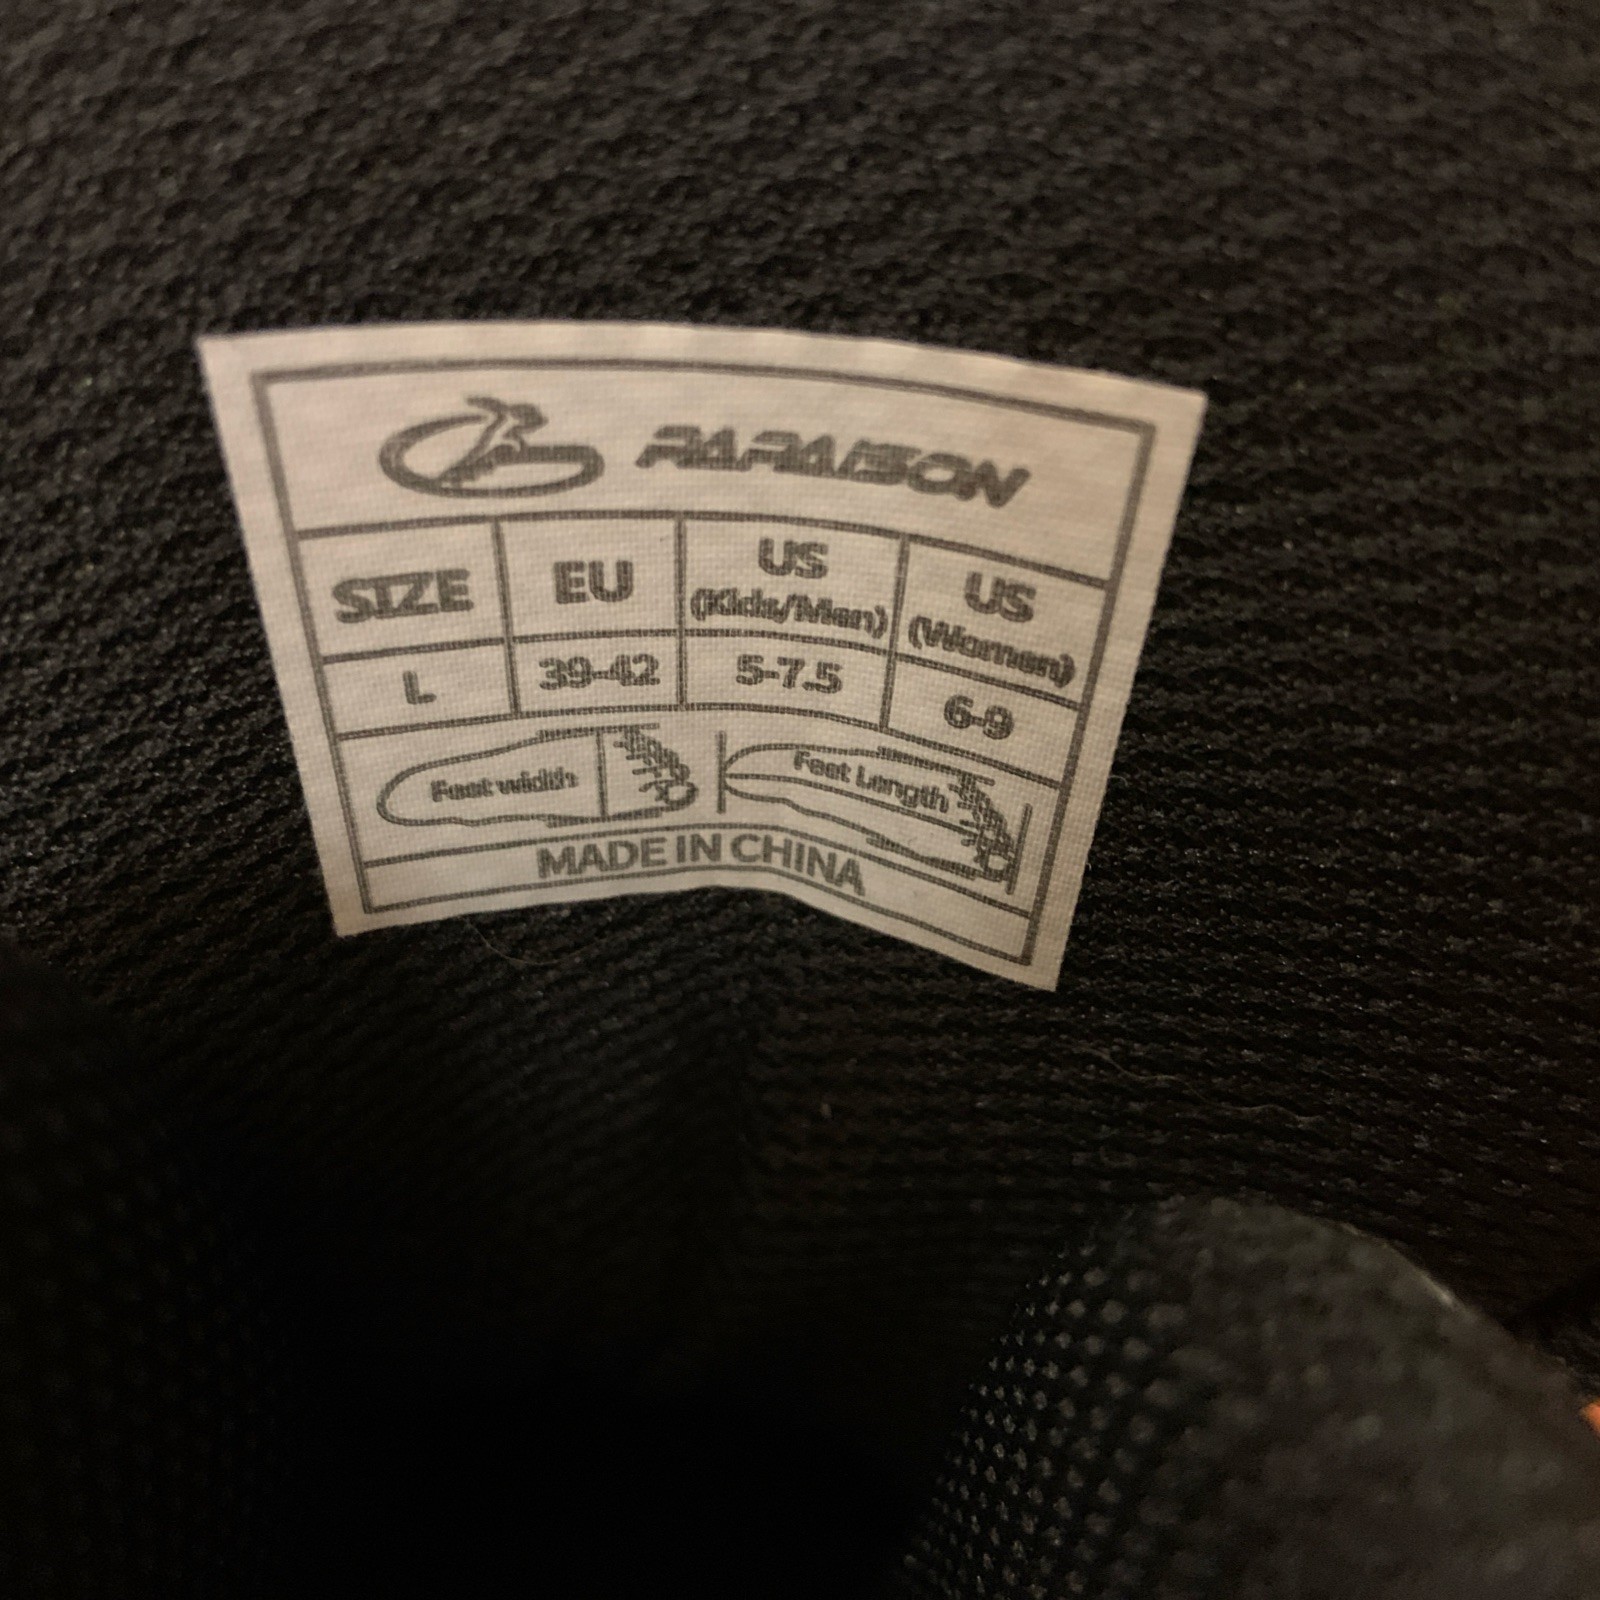 PAPAISON
SIZE EU US (Kids/Men) US (Women)
L 39-42 5-7.5 6-9
Feet width Feet Length
MADE IN CHINA